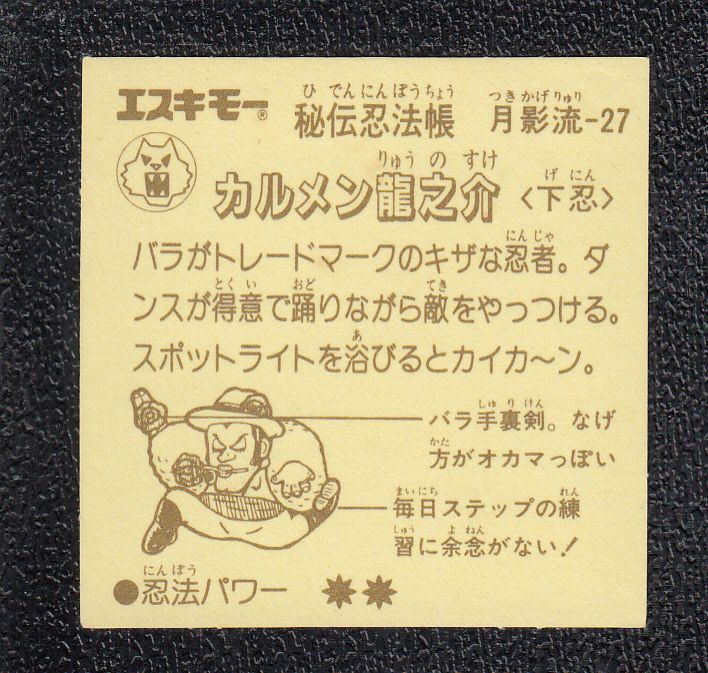 エスキモー® 秘伝忍法帳 月影流-27
ひでんにんぽうちょう つきかげりゅう
りゅうのすけ げにん
カルメン龍之介 〈下忍〉
にんじゃ
バラがトレードマークのキザな忍者。ダ
とくい おど てき
ンスが得意で踊りながら敵をやっつける。
あ
スポットライトを浴びるとカイカ〜ン。
しゅりけん
バラ手裏剣。なげ
かた
方がオカマっぽい
まいにち れん
毎日ステップの練
しゅう よねん
習に余念がない!
にんぽう
●忍法パワー